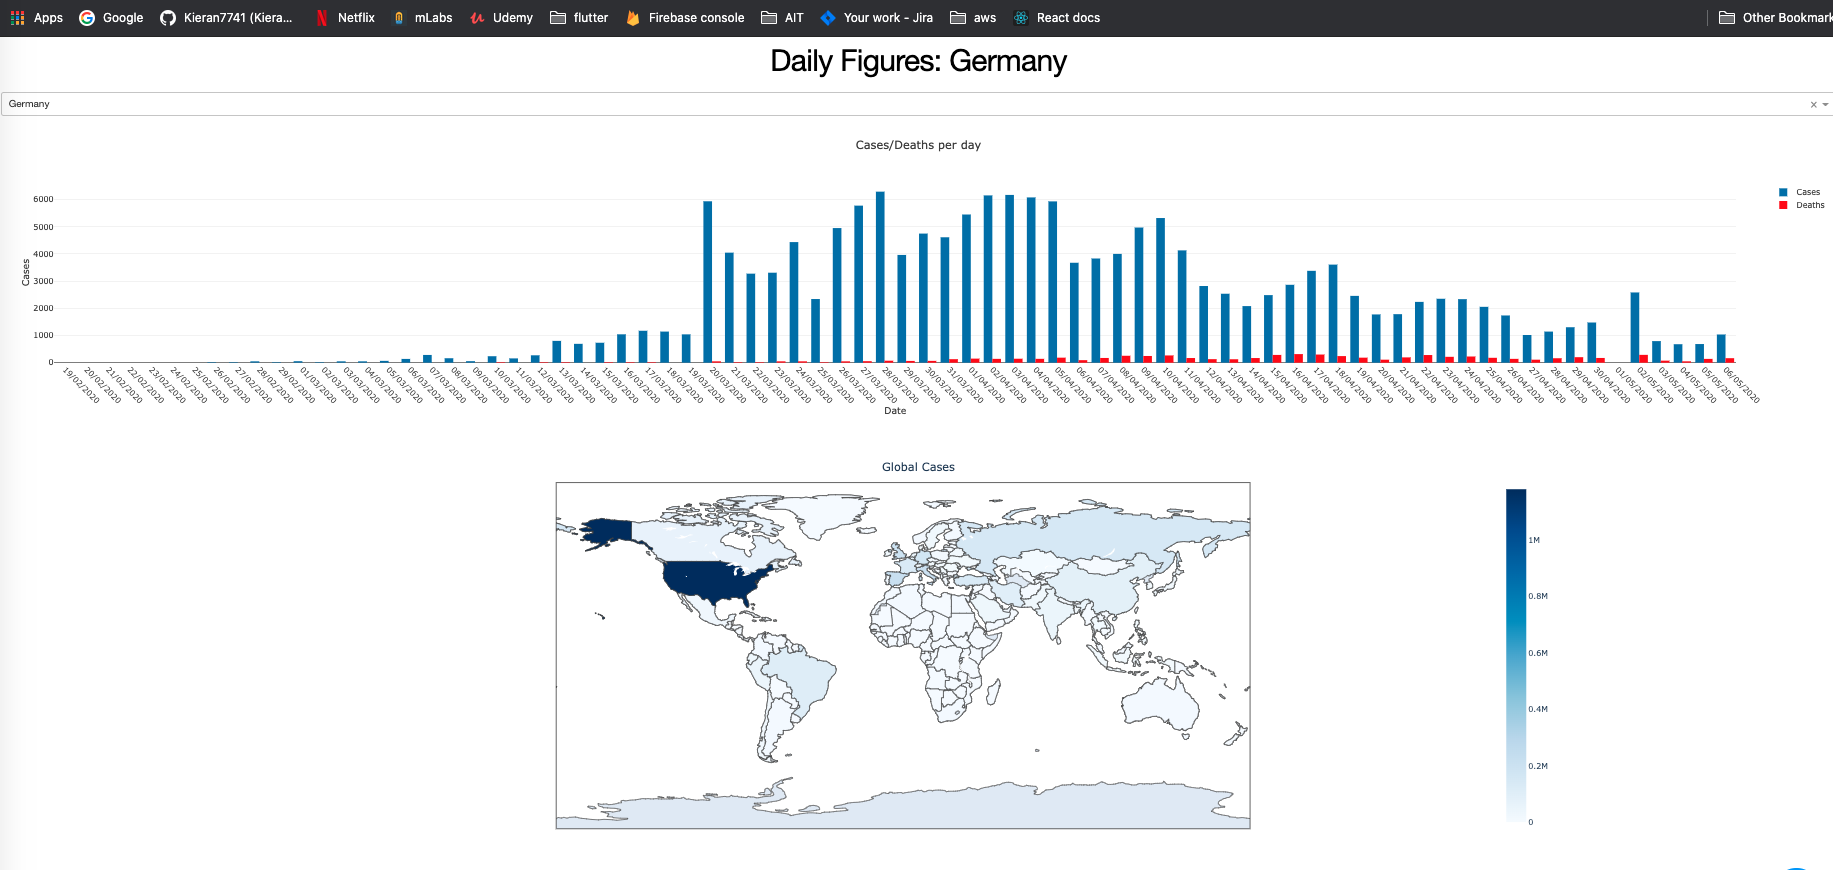 Apps Google Kieran7741 (Kiera... Netflix mLabs Udemy flutter Firebase console AIT Your work - Jira aws React docs Other Bookmark
Daily Figures: Germany
Germany
Cases/Deaths per day
Cases
Deaths
6000
5000
4000
3000
2000
1000
0
Cases
19/02/2020 20/02/2020 21/02/2020 22/02/2020 23/02/2020 24/02/2020 25/02/2020 26/02/2020 27/02/2020 28/02/2020 29/02/2020 01/03/2020 02/03/2020 03/03/2020 04/03/2020 05/03/2020 06/03/2020 07/03/2020 08/03/2020 09/03/2020 10/03/2020 11/03/2020 12/03/2020 13/03/2020 14/03/2020 15/03/2020 16/03/2020 17/03/2020 18/03/2020 19/03/2020 20/03/2020 21/03/2020 22/03/2020 23/03/2020 24/03/2020 25/03/2020 26/03/2020 27/03/2020 28/03/2020 29/03/2020 30/03/2020 31/03/2020 01/04/2020 02/04/2020 03/04/2020 04/04/2020 05/04/2020 06/04/2020 07/04/2020 08/04/2020 09/04/2020 10/04/2020 11/04/2020 12/04/2020 13/04/2020 14/04/2020 15/04/2020 16/04/2020 17/04/2020 18/04/2020 19/04/2020 20/04/2020 21/04/2020 22/04/2020 23/04/2020 24/04/2020 25/04/2020 26/04/2020 27/04/2020 28/04/2020 29/04/2020 30/04/2020 01/05/2020 02/05/2020 03/05/2020 04/05/2020 05/05/2020 06/05/2020
Date
Global Cases
1M
0.8M
0.6M
0.4M
0.2M
0